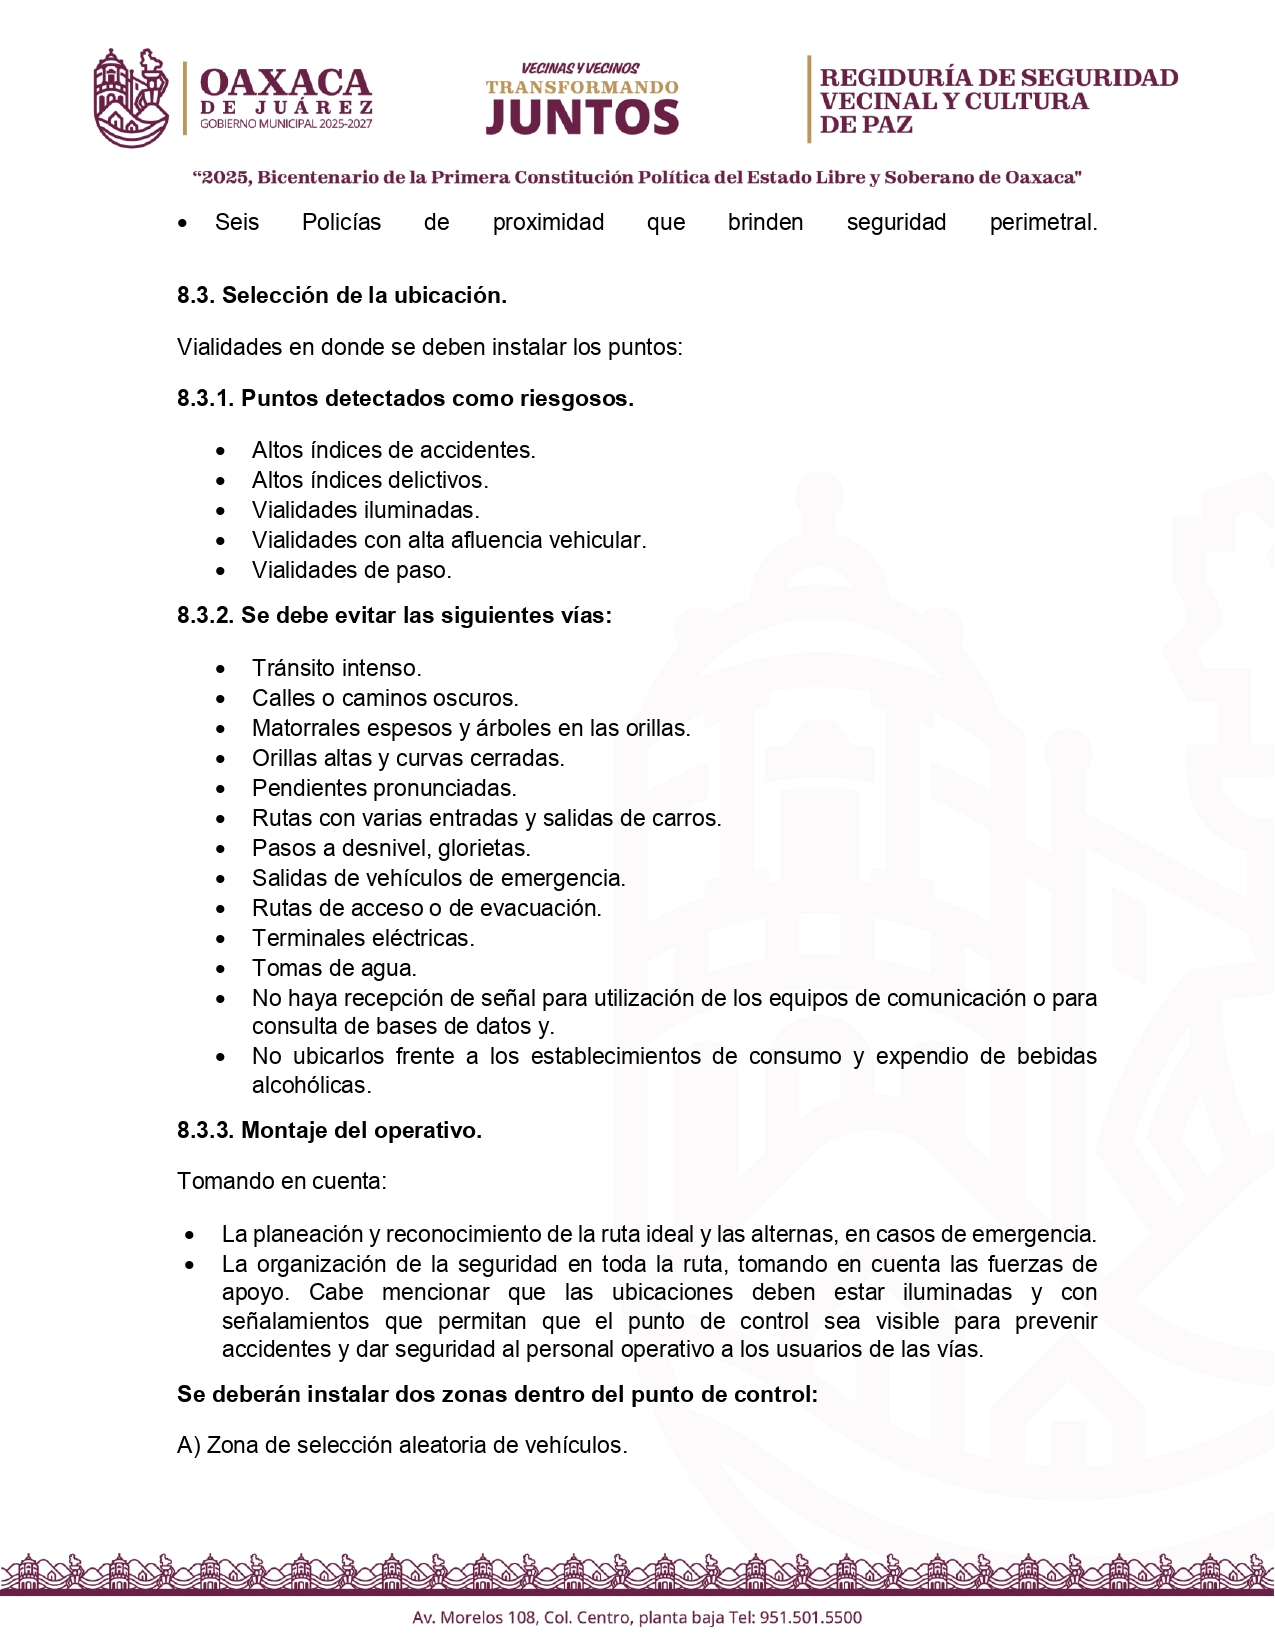 OAXACA
DE JUÁREZ
GOBIERNO MUNICIPAL 2025-2027
VECINAS Y VECINOS
TRANSFORMANDO
JUNTOS
REGIDURÍA DE SEGURIDAD
VECINAL Y CULTURA
DE PAZ
“2025, Bicentenario de la Primera Constitución Política del Estado Libre y Soberano de Oaxaca"
• Seis Policías de proximidad que brinden seguridad perimetral.
8.3. Selección de la ubicación.
Vialidades en donde se deben instalar los puntos:
8.3.1. Puntos detectados como riesgosos.
• Altos índices de accidentes.
• Altos índices delictivos.
• Vialidades iluminadas.
• Vialidades con alta afluencia vehicular.
• Vialidades de paso.
8.3.2. Se debe evitar las siguientes vías:
• Tránsito intenso.
• Calles o caminos oscuros.
• Matorrales espesos y árboles en las orillas.
• Orillas altas y curvas cerradas.
• Pendientes pronunciadas.
• Rutas con varias entradas y salidas de carros.
• Pasos a desnivel, glorietas.
• Salidas de vehículos de emergencia.
• Rutas de acceso o de evacuación.
• Terminales eléctricas.
• Tomas de agua.
• No haya recepción de señal para utilización de los equipos de comunicación o para
consulta de bases de datos y.
• No ubicarlos frente a los establecimientos de consumo y expendio de bebidas
alcohólicas.
8.3.3. Montaje del operativo.
Tomando en cuenta:
• La planeación y reconocimiento de la ruta ideal y las alternas, en casos de emergencia.
• La organización de la seguridad en toda la ruta, tomando en cuenta las fuerzas de
apoyo. Cabe mencionar que las ubicaciones deben estar iluminadas y con
señalamientos que permitan que el punto de control sea visible para prevenir
accidentes y dar seguridad al personal operativo a los usuarios de las vías.
Se deberán instalar dos zonas dentro del punto de control:
A) Zona de selección aleatoria de vehículos.
Av. Morelos 108, Col. Centro, planta baja Tel: 951.501.5500